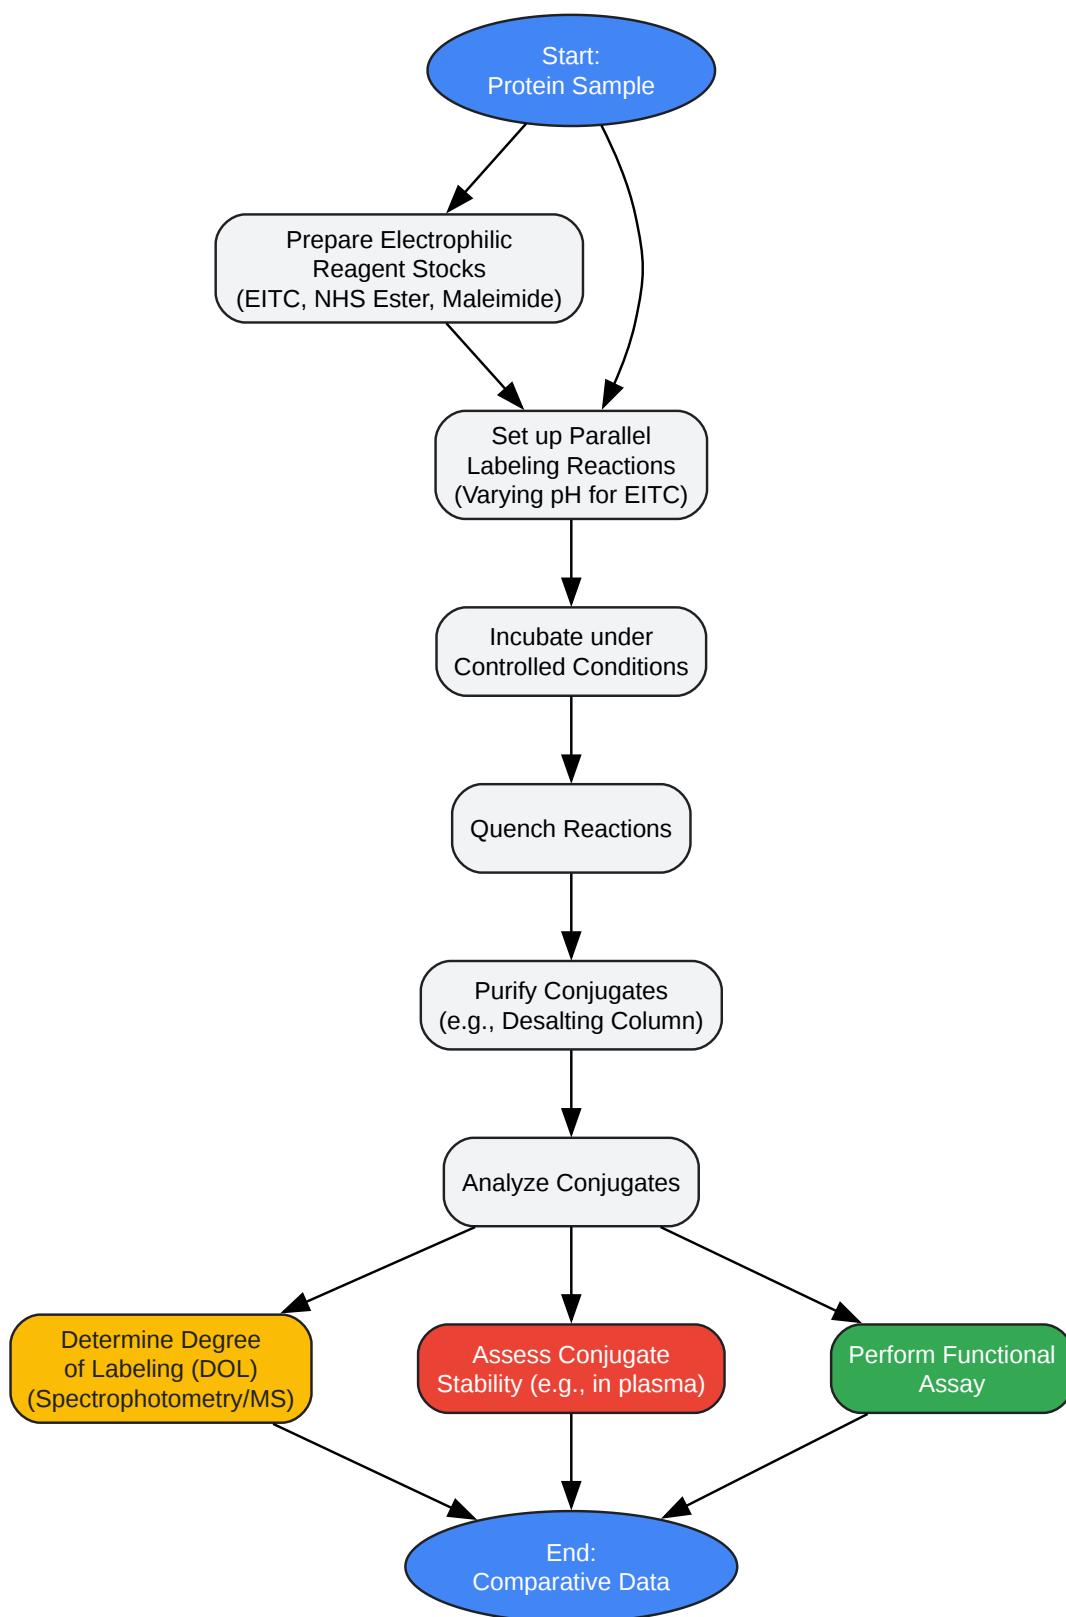 Start:
Protein Sample
Prepare Electrophilic
Reagent Stocks
(EITC, NHS Ester, Maleimide)
Set up Parallel
Labeling Reactions
(Varying pH for EITC)
Incubate under
Controlled Conditions
Quench Reactions
Purify Conjugates
(e.g., Desalting Column)
Analyze Conjugates
Determine Degree
of Labeling (DOL)
(Spectrophotometry/MS)
Assess Conjugate
Stability (e.g., in plasma)
Perform Functional
Assay
End:
Comparative Data